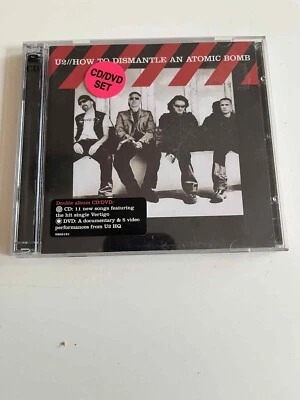 U2//HOW TO DISMANTLE AN ATOMIC BOMB
CD/DVD
SET
Double album CD/DVD:
CD: 11 new songs featuring
the hit single Vertigo
DVD: A documentary & 5 video
performances from U2 HQ